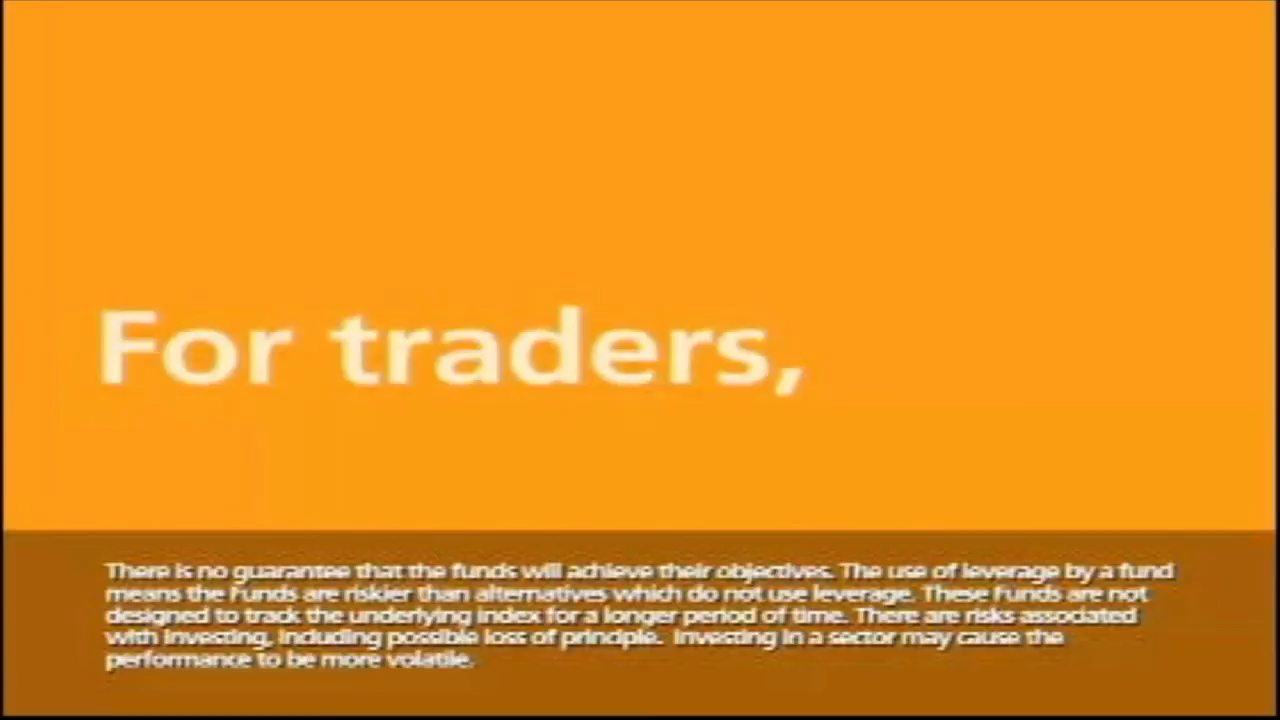 For traders,
There is no guarantee that the funds will achieve their objectives. The use of leverage by a fund
means the Funds are riskier than alternatives which do not use leverage. These Funds are not
designed to track the underlying index for a longer period of time. There are risks associated
with investing, including possible loss of principle. Investing in a sector may cause the
performance to be more volatile.